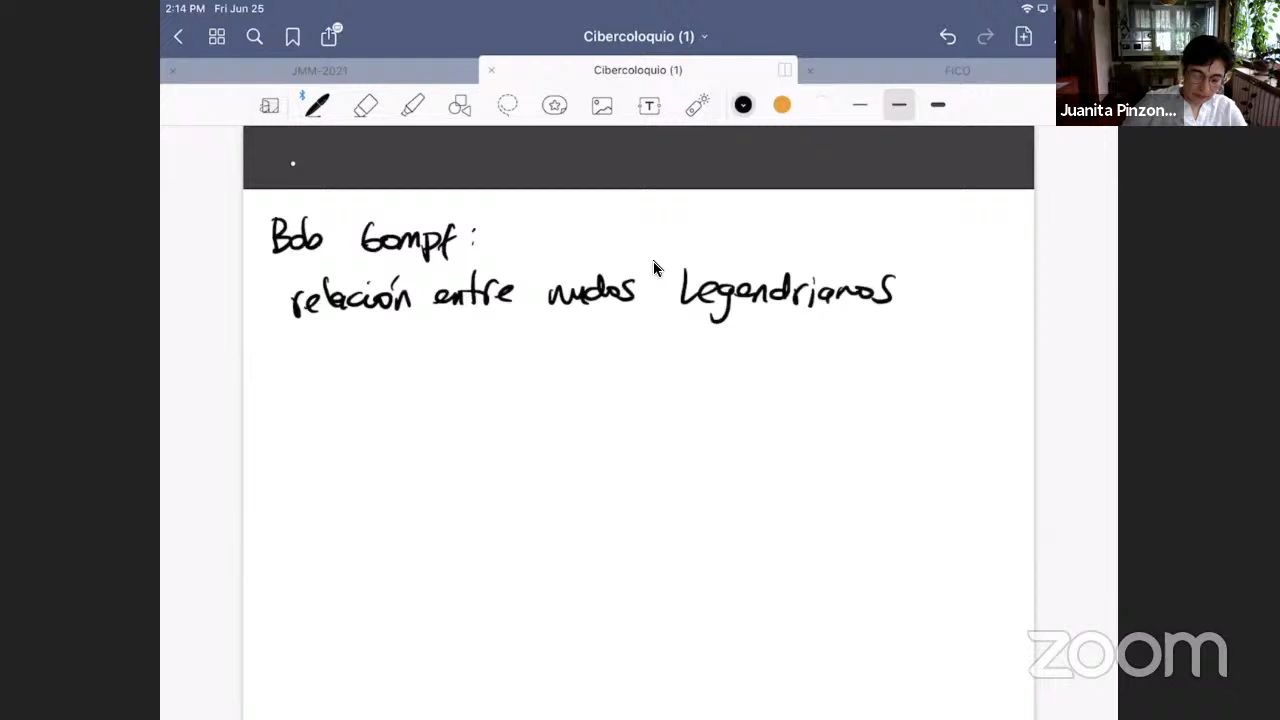 2:14 PM Fri Jun 25
Cibercoloquio (1)
JMM-2021
Cibercoloquio (1)
FICO
T
Juanita Pinzon...
Bob Gompf:
relación entre nudos Legendrianos
zoom